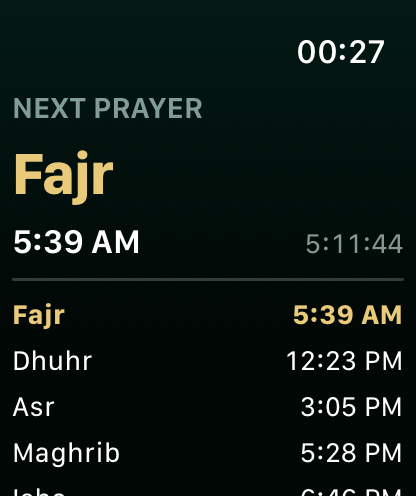 00:27
NEXT PRAYER
Fajr
5:39 AM 5:11:44
Fajr 5:39 AM
Dhuhr 12:23 PM
Asr 3:05 PM
Maghrib 5:28 PM